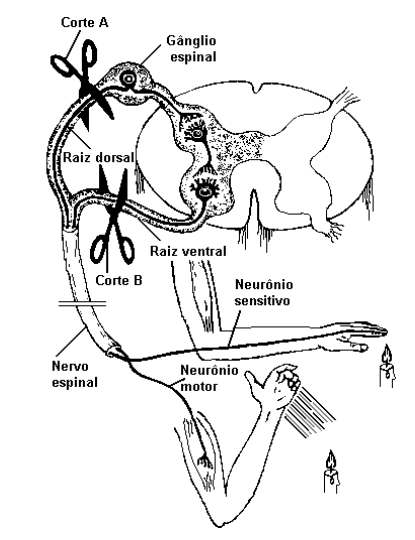 Corte A
Gânglio
espinal
Raiz dorsal
Raiz ventral
Corte B
Neurônio
sensitivo
Nervo
espinal
Neurônio
motor